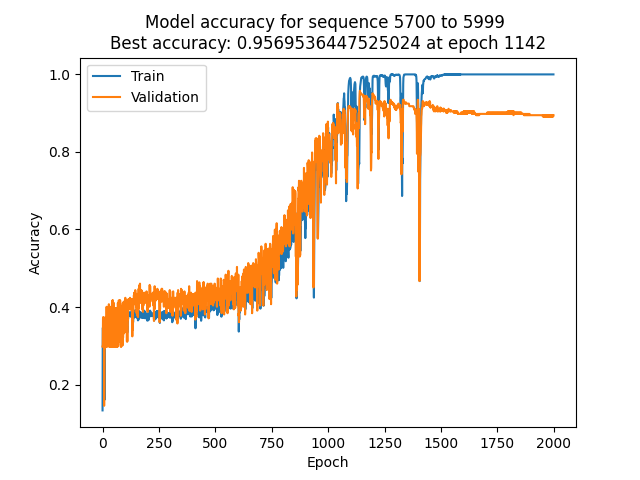 Model accuracy for sequence 5700 to 5999
Best accuracy: 0.9569536447525024 at epoch 1142
Train
Validation
1.0
0.8
0.6
0.4
0.2
Accuracy
0
250
500
750
1000
1250
1500
1750
2000
Epoch